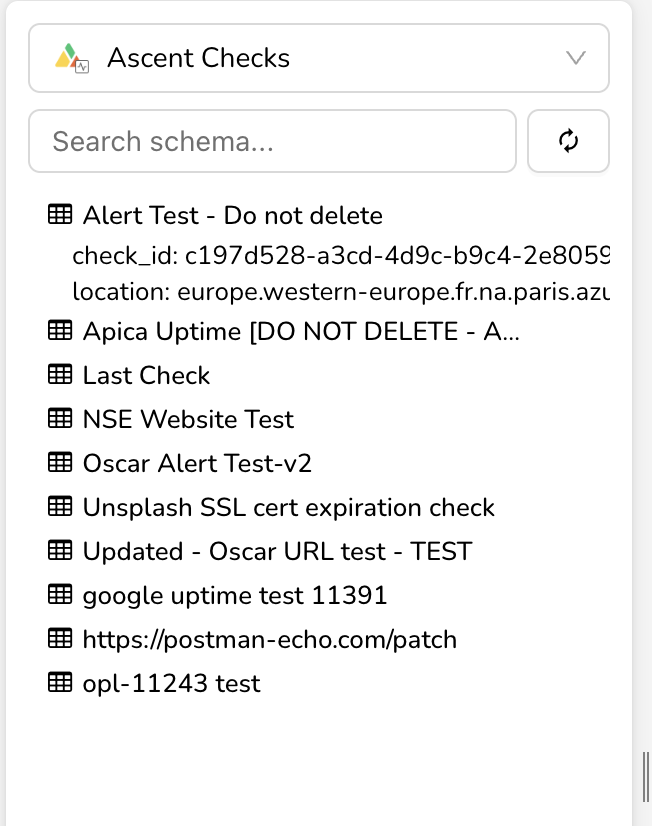 Ascent Checks
Search schema...
Alert Test - Do not delete
check_id: c197d528-a3cd-4d9c-b9c4-2e8059
location: europe.western-europe.fr.na.paris.azu
Apica Uptime [DO NOT DELETE - A...
Last Check
NSE Website Test
Oscar Alert Test-v2
Unsplash SSL cert expiration check
Updated - Oscar URL test - TEST
google uptime test 11391
https://postman-echo.com/patch
opl-11243 test